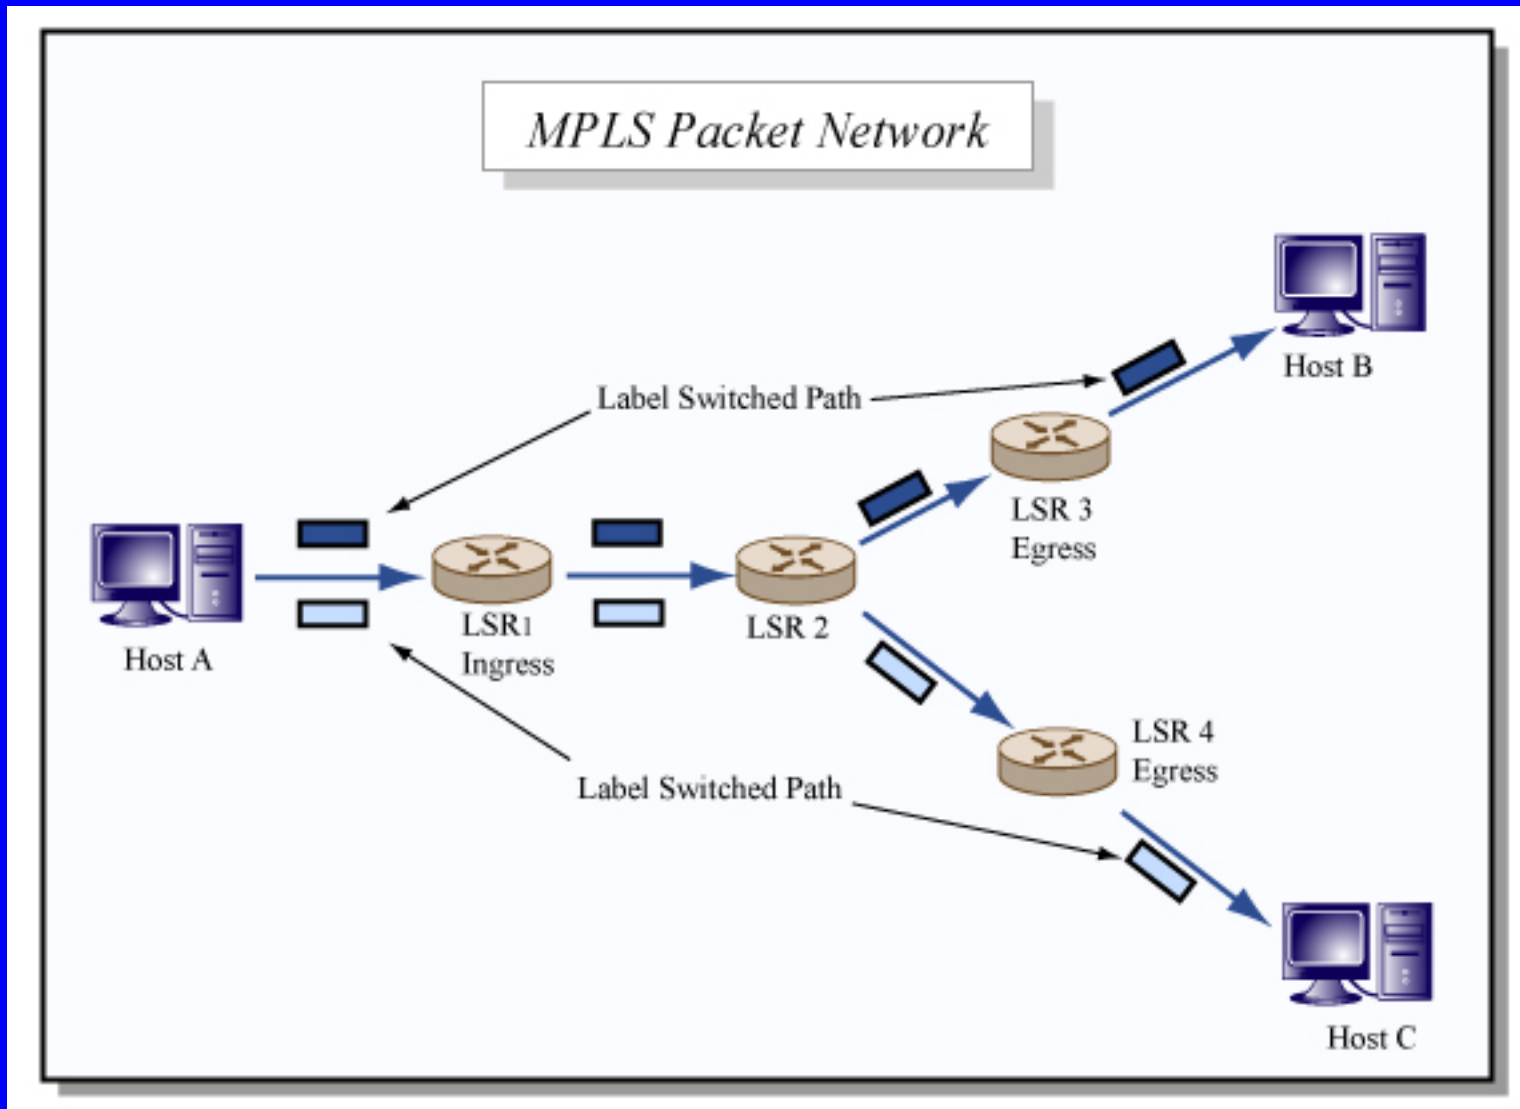 MPLS Packet Network
Host B
Label Switched Path
LSR 3
Egress
LSR1
Ingress
LSR 2
Host A
LSR 4
Egress
Label Switched Path
Host C